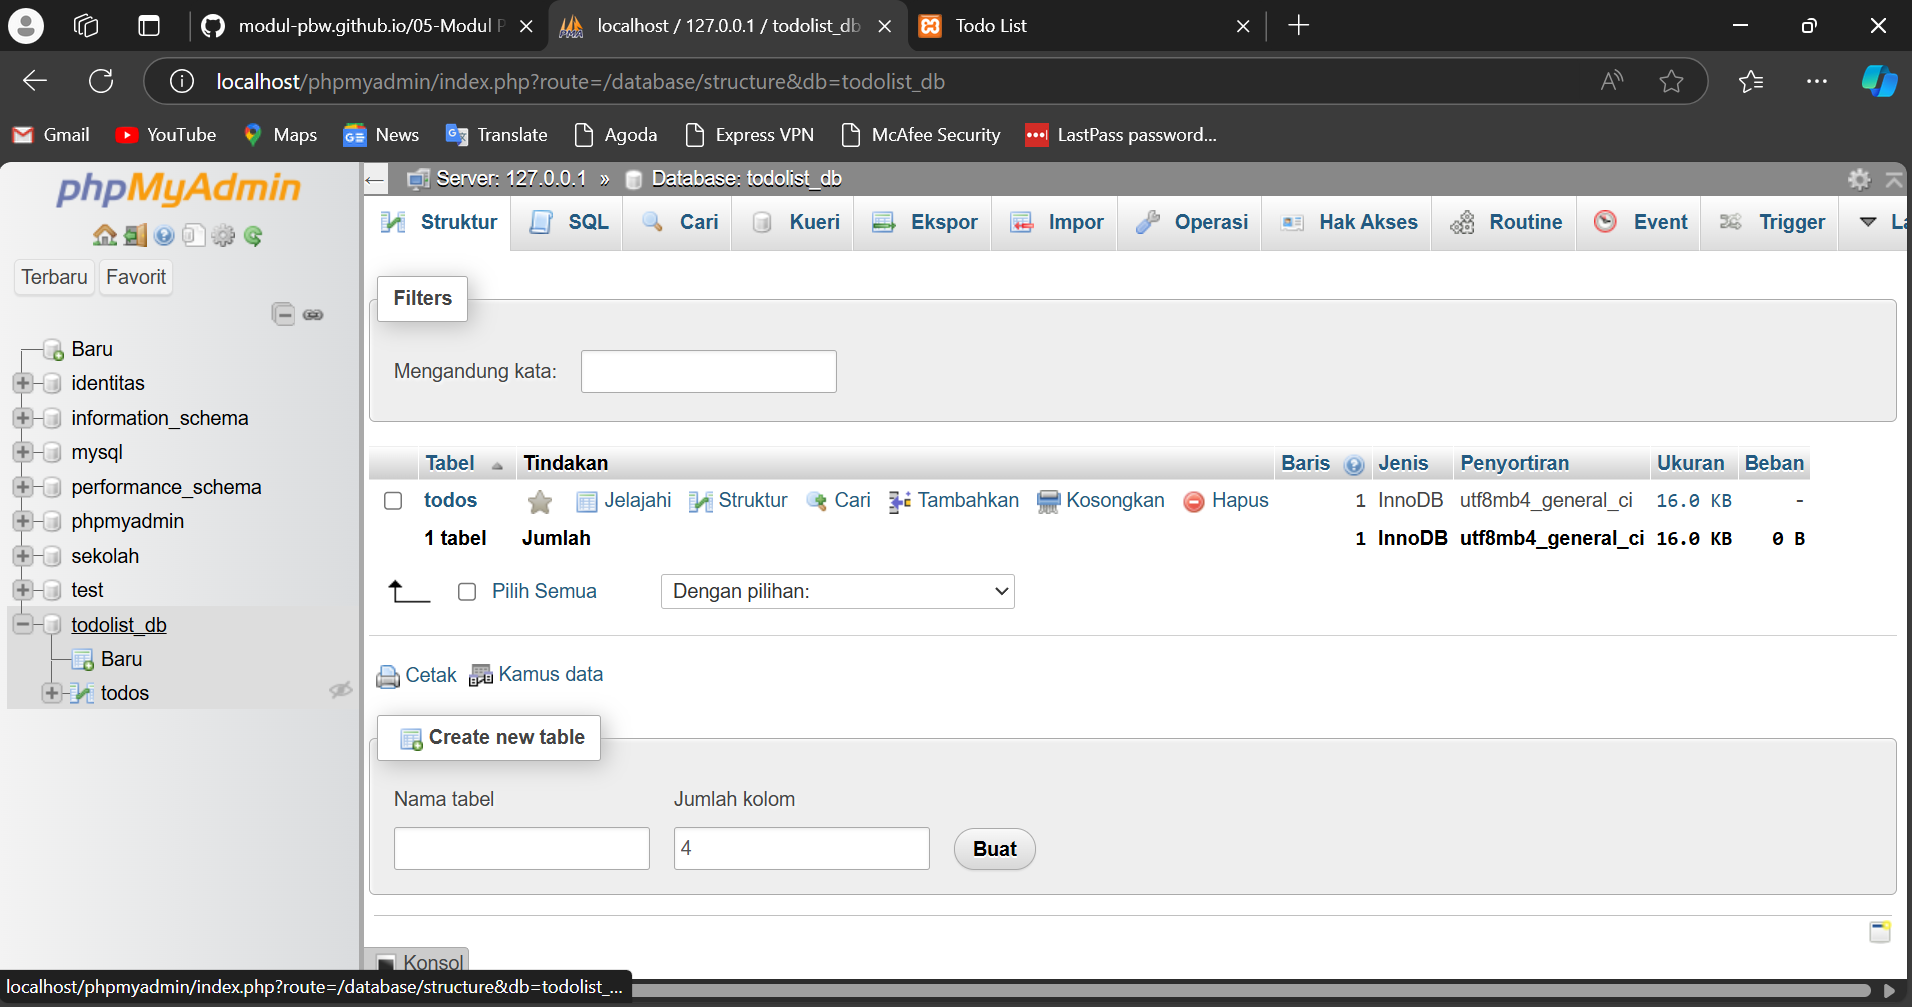 modul-pbw.github.io/05-Modul P
localhost / 127.0.0.1 / todolist_db
Todo List
localhost/phpmyadmin/index.php?route=/database/structure&db=todolist_db
Gmail YouTube Maps News Translate Agoda Express VPN McAfee Security LastPass password...
phpMyAdmin
Terbaru Favorit
Baru
identitas
information_schema
mysql
performance_schema
phpmyadmin
sekolah
test
todolist_db
Baru
todos
Server: 127.0.0.1 » Database: todolist_db
Struktur SQL Cari Kueri Ekspor Impor Operasi Hak Akses Routine Event Trigger La
Filters
Mengandung kata:
Tabel Tindakan Baris Jenis Penyortiran Ukuran Beban
todos Jelajahi Struktur Cari Tambahkan Kosongkan Hapus 1 InnoDB utf8mb4_general_ci 16.0 KB -
1 tabel Jumlah 1 InnoDB utf8mb4_general_ci 16.0 KB 0 B
Pilih Semua Dengan pilihan:
Cetak Kamus data
Create new table
Nama tabel Jumlah kolom
4 Buat
Konsol
localhost/phpmyadmin/index.php?route=/database/structure&db=todolist_...